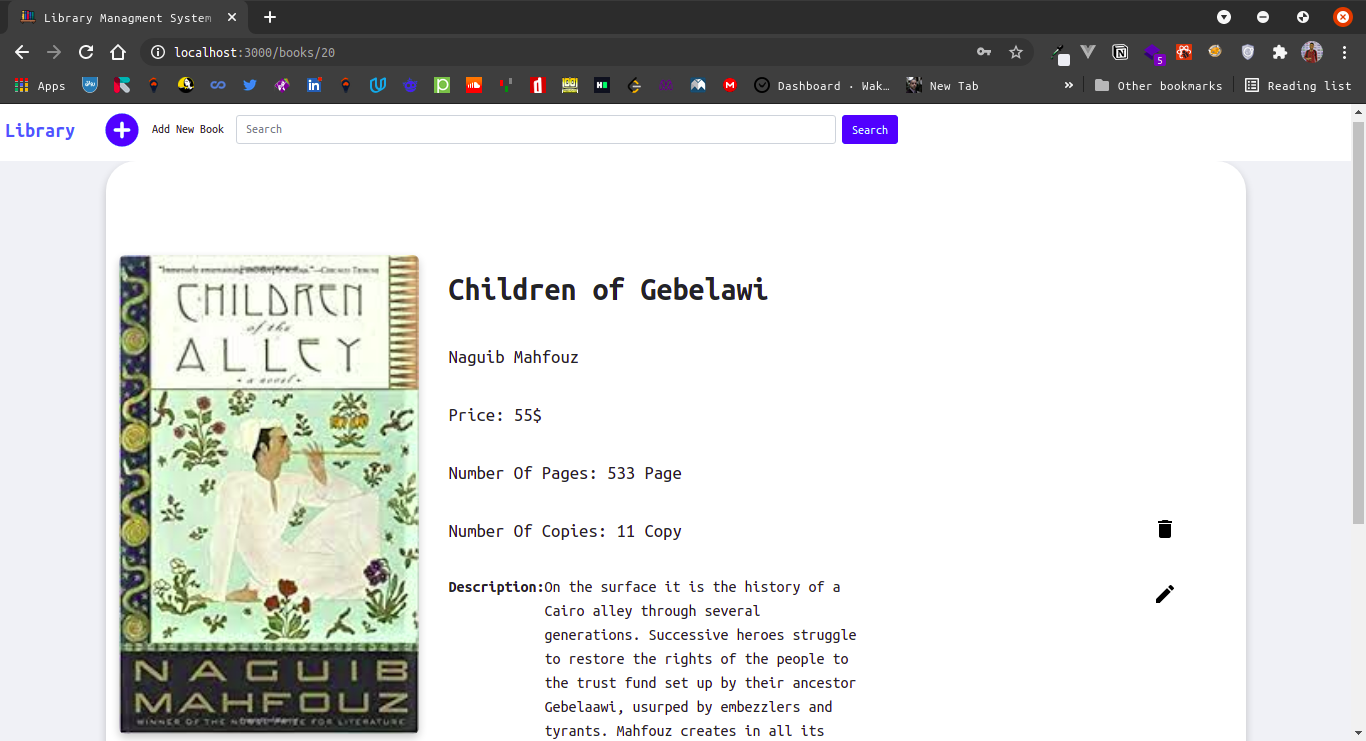 Library Managment System
localhost:3000/books/20
5
Apps
Dashboard · Wak…
New Tab
»
Other bookmarks
Reading list
Library
Add New Book
Search
Search
CHICAGO TRIBUNE
CHILDREN
of the
ALLEY
• a novel •
NAGUIB
MAHFOUZ
WINNER OF THE NOBEL PRIZE FOR LITERATURE
Children of Gebelawi
Naguib Mahfouz
Price: 55$
Number Of Pages: 533 Page
Number Of Copies: 11 Copy
Description:On the surface it is the history of a
Cairo alley through several
generations. Successive heroes struggle
to restore the rights of the people to
the trust fund set up by their ancestor
Gebelaawi, usurped by embezzlers and
tyrants. Mahfouz creates in all its